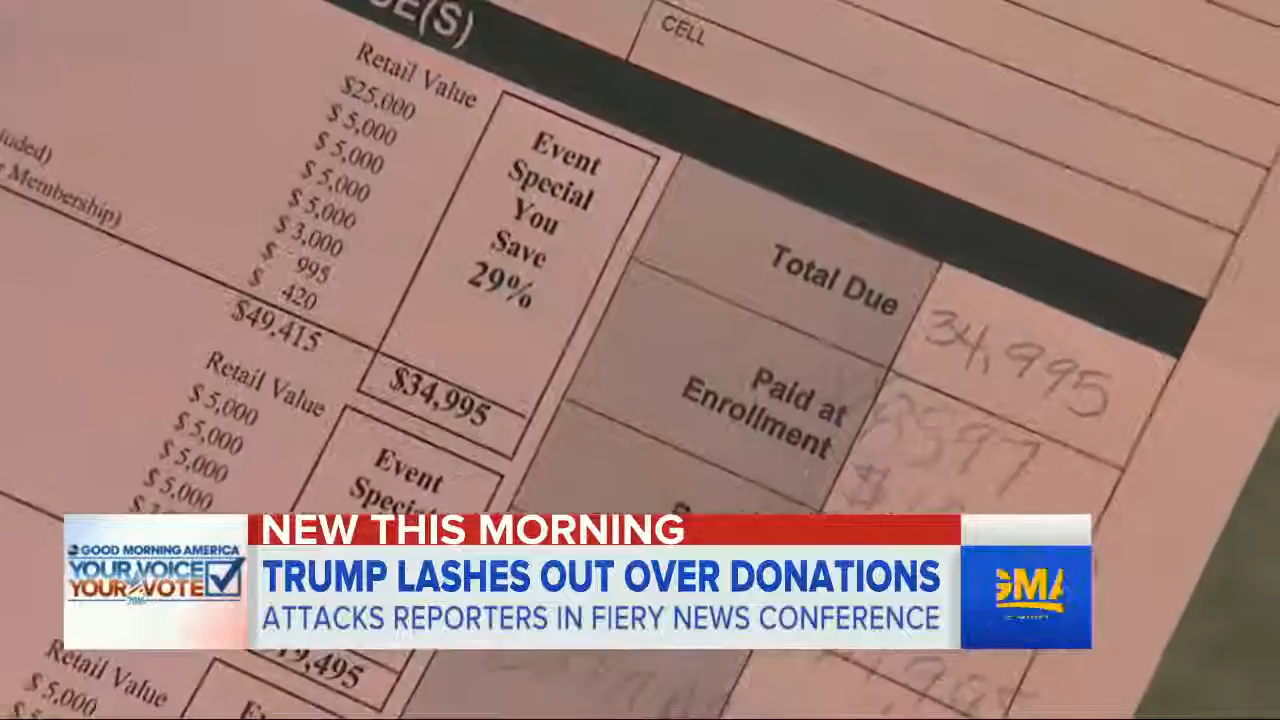 CE(S)
CELL
Retail Value
$25,000
$ 5,000
$ 5,000
$ 5,000
$ 5,000
$ 3,000
$ 995
$ 420
$49,415
Membership)
Event
Special
You
Save
29%
$34,995
Total Due
34,995
Paid at
Enrollment
Retail Value
$ 5,000
$ 5,000
$ 5,000
$ 5,000
Event
NEW THIS MORNING
GOOD MORNING AMERICA
YOUR VOICE
YOUR VOTE
2016
TRUMP LASHES OUT OVER DONATIONS
ATTACKS REPORTERS IN FIERY NEWS CONFERENCE
GMA
Retail Value
$ 5,000